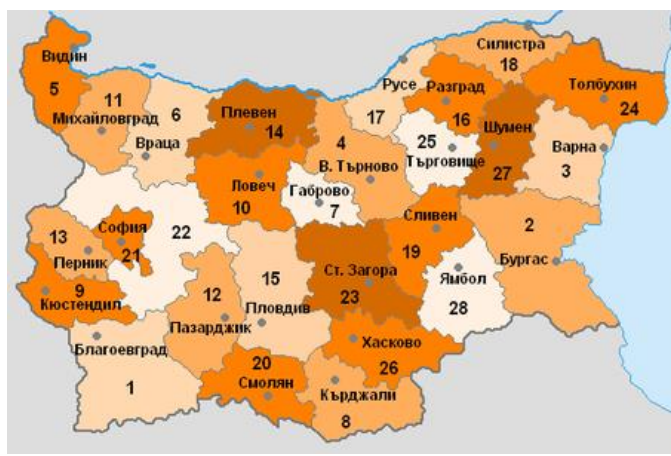 Видин
5
11
Михайловград
6
Враца
Плевен
14
4
В. Търново
Русе
17
Силистра
18
Разград
16
Толбухин
24
Шумен
27
25
Търговище
Варна
3
Ловеч
10
Габрово
7
София
21
22
13
Перник
9
Кюстендил
Сливен
19
2
Бургас
Ямбол
28
Ст. Загора
23
15
Пловдив
12
Пазарджик
Благоевград
1
20
Смолян
Хасково
26
Кърджали
8